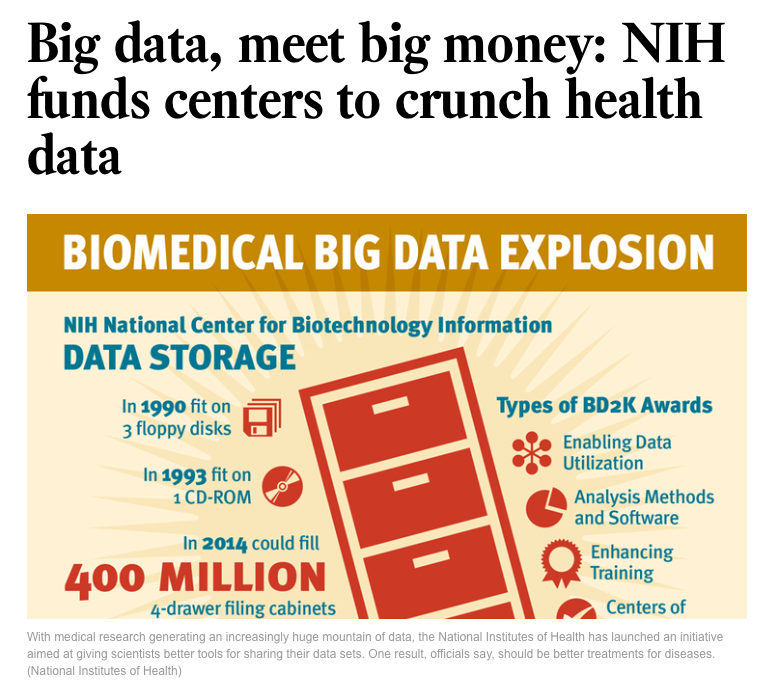 Big data, meet big money: NIH
funds centers to crunch health
data
BIOMEDICAL BIG DATA EXPLOSION
NIH National Center for Biotechnology Information
DATA STORAGE
In 1990 fit on
3 floppy disks
In 1993 fit on
1 CD-ROM
In 2014 could fill
400 MILLION
4-drawer filing cabinets
Types of BD2K Awards
Enabling Data
Utilization
Analysis Methods
and Software
Enhancing
Training
Centers of
With medical research generating an increasingly huge mountain of data, the National Institutes of Health has launched an initiative
aimed at giving scientists better tools for sharing their data sets. One result, officials say, should be better treatments for diseases.
(National Institutes of Health)